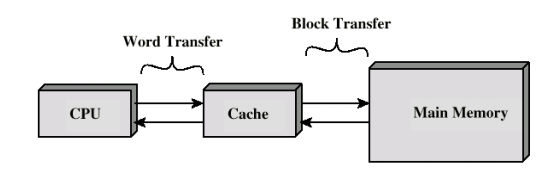 Block Transfer
Word Transfer
CPU
Cache
Main Memory